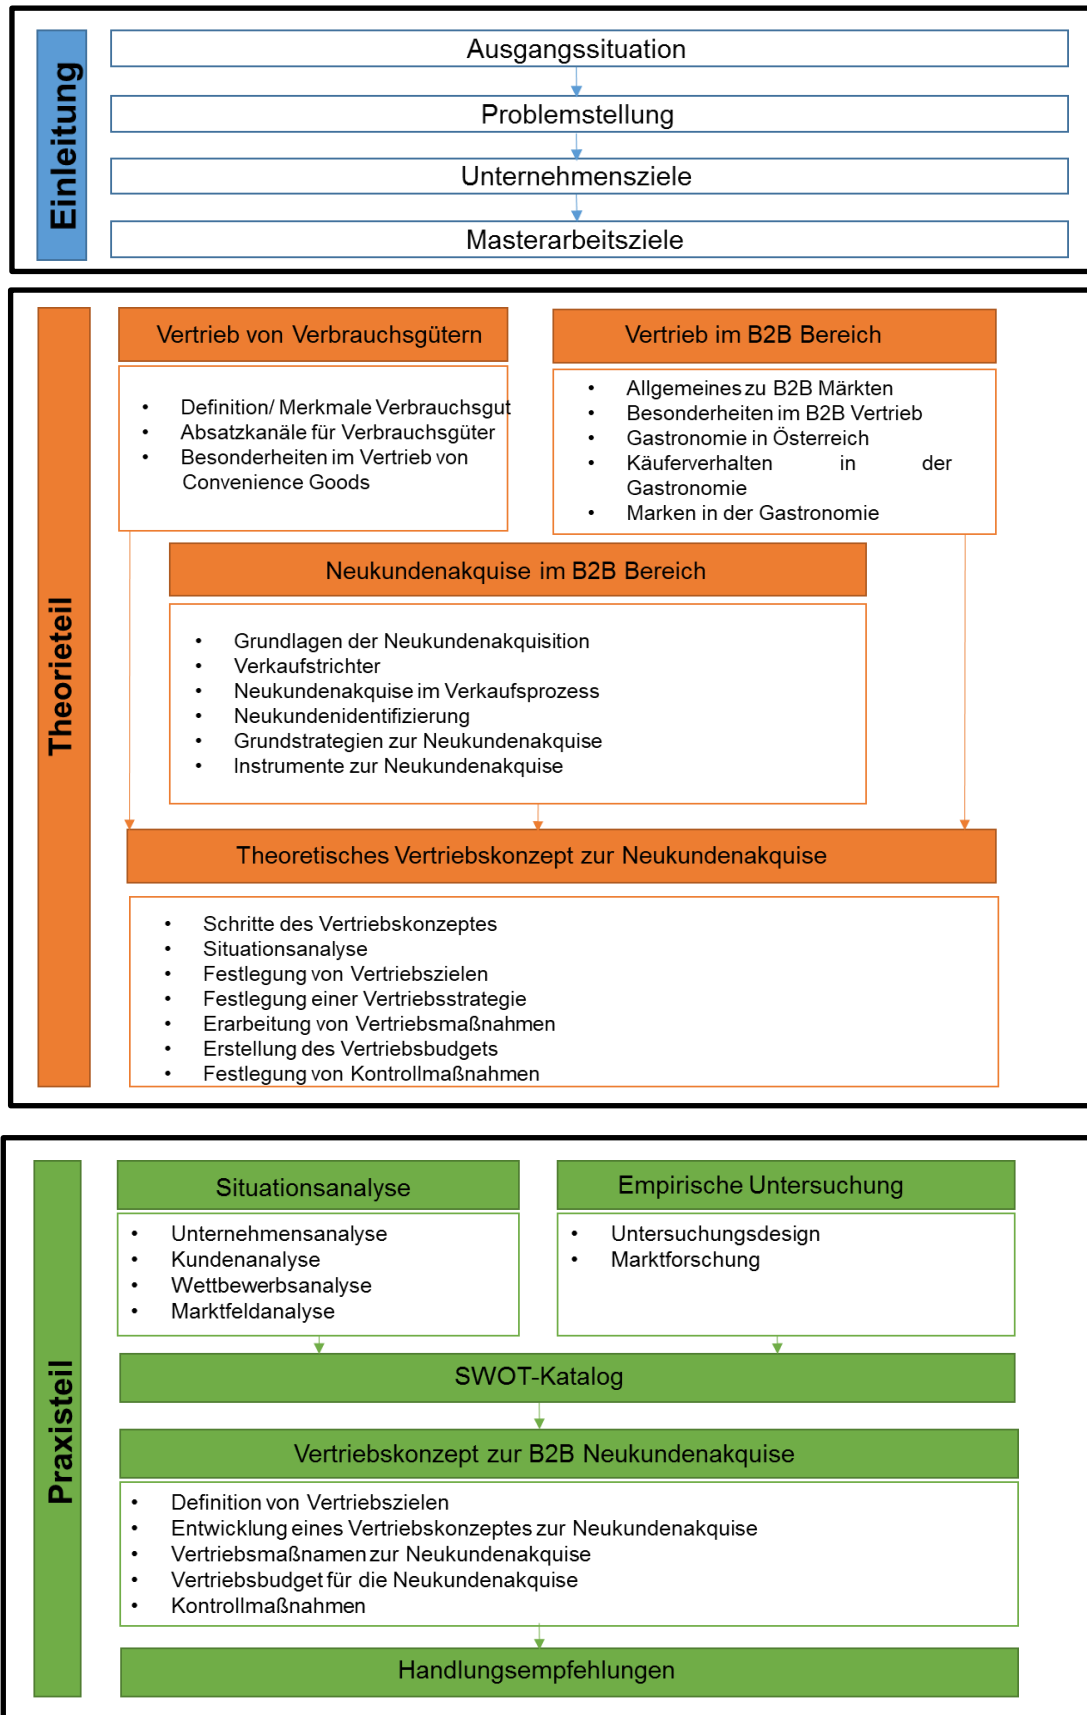 Einleitung
Ausgangssituation
Problemstellung
Unternehmensziele
Masterarbeitsziele
Theorieteil
Vertrieb von Verbrauchsgütern
• Definition/ Merkmale Verbrauchsgut
• Absatzkanäle für Verbrauchsgüter
• Besonderheiten im Vertrieb von
Convenience Goods
Vertrieb im B2B Bereich
• Allgemeines zu B2B Märkten
• Besonderheiten im B2B Vertrieb
• Gastronomie in Österreich
• Käuferverhalten in der
Gastronomie
• Marken in der Gastronomie
Neukundenakquise im B2B Bereich
• Grundlagen der Neukundenakquisition
• Verkaufstrichter
• Neukundenakquise im Verkaufsprozess
• Neukundenidentifizierung
• Grundstrategien zur Neukundenakquise
• Instrumente zur Neukundenakquise
Theoretisches Vertriebskonzept zur Neukundenakquise
• Schritte des Vertriebskonzeptes
• Situationsanalyse
• Festlegung von Vertriebszielen
• Festlegung einer Vertriebsstrategie
• Erarbeitung von Vertriebsmaßnahmen
• Erstellung des Vertriebsbudgets
• Festlegung von Kontrollmaßnahmen
Praxisteil
Situationsanalyse
• Unternehmensanalyse
• Kundenanalyse
• Wettbewerbsanalyse
• Marktfeldanalyse
Empirische Untersuchung
• Untersuchungsdesign
• Marktforschung
SWOT-Katalog
Vertriebskonzept zur B2B Neukundenakquise
• Definition von Vertriebszielen
• Entwicklung eines Vertriebskonzeptes zur Neukundenakquise
• Vertriebsmaßnamen zur Neukundenakquise
• Vertriebsbudget für die Neukundenakquise
• Kontrollmaßnahmen
Handlungsempfehlungen